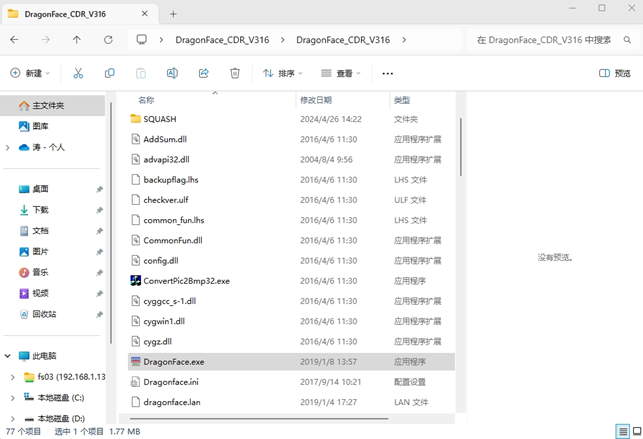 DragonFace_CDR_V316
DragonFace_CDR_V316 > DragonFace_CDR_V316 >
在 DragonFace_CDR_V316 中搜索
新建 排序 查看 ... 预览
主文件夹
图库
涛 - 个人
桌面
下载
文档
图片
音乐
视频
回收站
此电脑
fs03 (192.168.1.13
本地磁盘 (C:)
本地磁盘 (D:)
名称 修改日期 类型
SQUASH 2024/4/26 14:22 文件夹
AddSum.dll 2016/4/6 11:30 应用程序扩展
advapi32.dll 2004/8/4 9:56 应用程序扩展
backupflag.lhs 2016/4/6 11:30 LHS 文件
checkver.ulf 2016/4/6 11:30 ULF 文件
common_fun.lhs 2016/4/6 11:30 LHS 文件
CommonFun.dll 2016/4/6 11:30 应用程序扩展
config.dll 2016/4/6 11:30 应用程序扩展
ConvertPic2Bmp32.exe 2016/4/6 11:30 应用程序
cyggcc_s-1.dll 2016/4/6 11:30 应用程序扩展
cygwin1.dll 2016/4/6 11:30 应用程序扩展
cygz.dll 2016/4/6 11:30 应用程序扩展
DragonFace.exe 2019/1/8 13:57 应用程序
Dragonface.ini 2017/9/14 10:21 配置设置
dragonface.lan 2019/1/4 17:27 LAN 文件
没有预览。
77 个项目 选中 1 个项目 1.77 MB